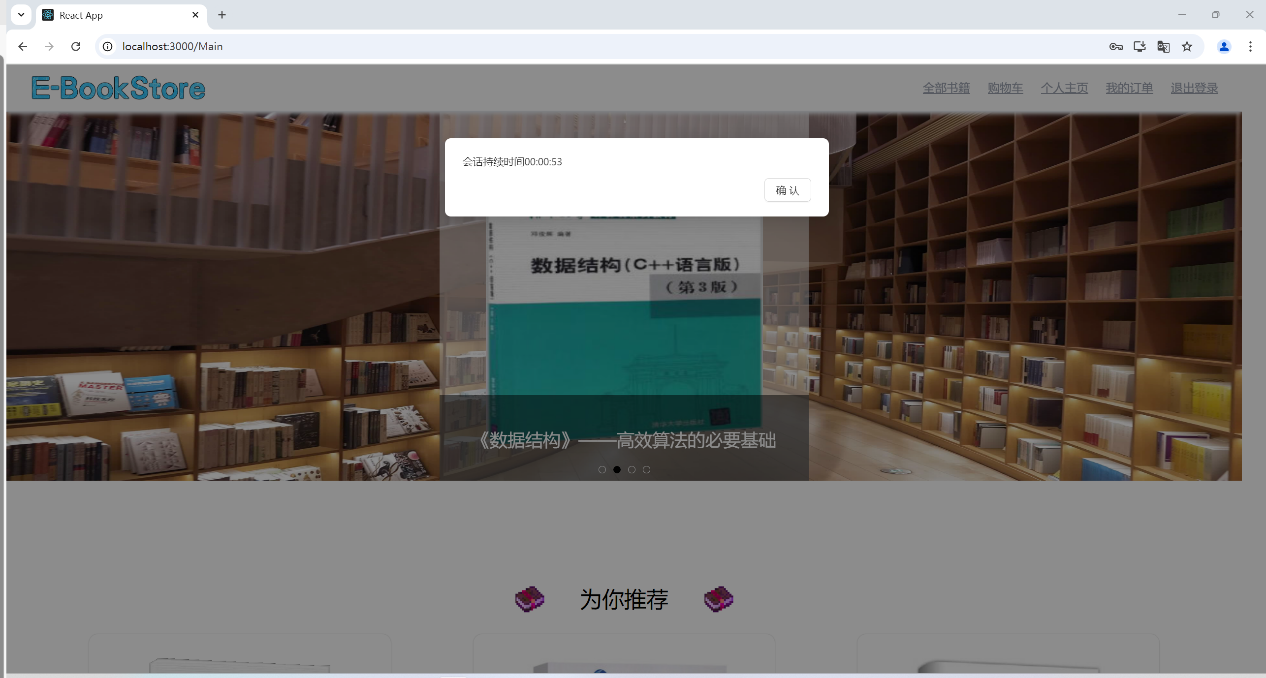 React App
localhost:3000/Main
E-BookStore
全部书籍 购物车 个人主页 我的订单 退出登录
会话持续时间00:00:53
确 认
数据结构(C++语言版)
(第3版)
《数据结构》——高效算法的必要基础
为你推荐